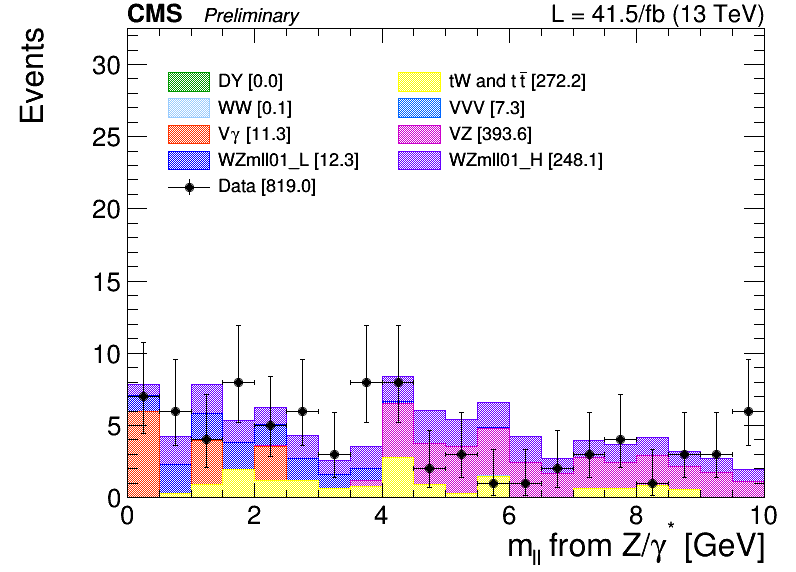 CMS Preliminary L = 41.5/fb (13 TeV)
Events
30
25
20
15
10
5
0
DY [0.0]
tW and t t̅ [272.2]
WW [0.1]
VVV [7.3]
Vγ [11.3]
VZ [393.6]
WZmll01_L [12.3]
WZmll01_H [248.1]
Data [819.0]
0 2 4 6 8 10
m_ll from Z/γ* [GeV]